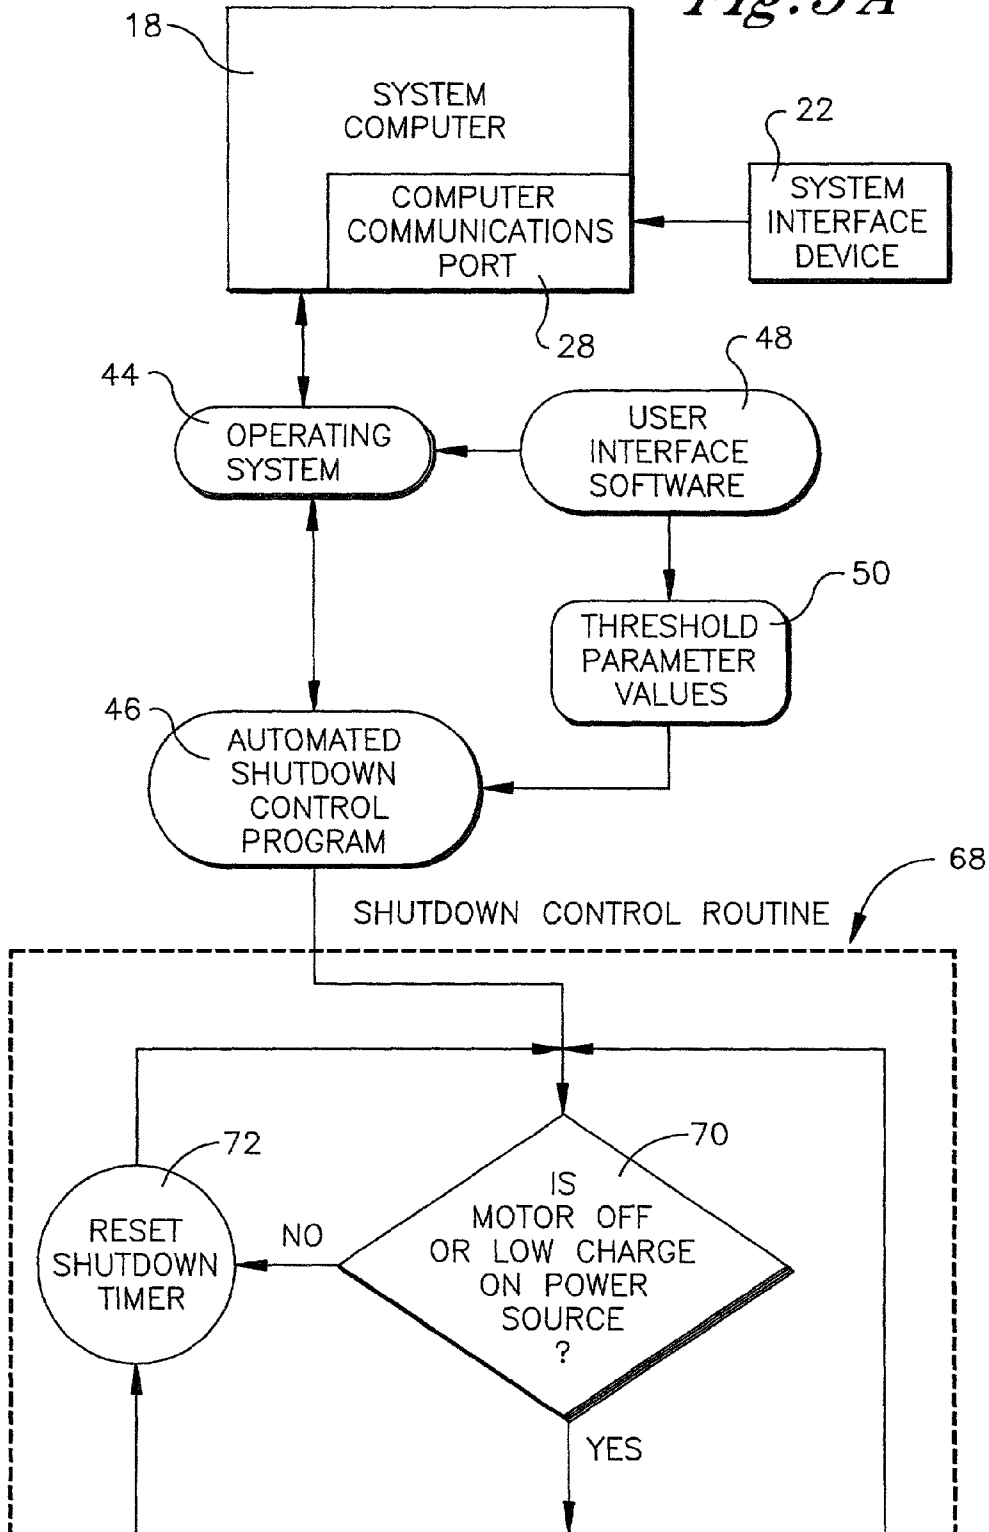 Fig. 3A
18
SYSTEM
COMPUTER
22
COMPUTER
COMMUNICATIONS
PORT
SYSTEM
INTERFACE
DEVICE
28
48
44
OPERATING
SYSTEM
USER
INTERFACE
SOFTWARE
50
THRESHOLD
PARAMETER
VALUES
46
AUTOMATED
SHUTDOWN
CONTROL
PROGRAM
68
SHUTDOWN CONTROL ROUTINE
72
70
IS
MOTOR OFF
OR LOW CHARGE
ON POWER
SOURCE
?
NO
RESET
SHUTDOWN
TIMER
YES